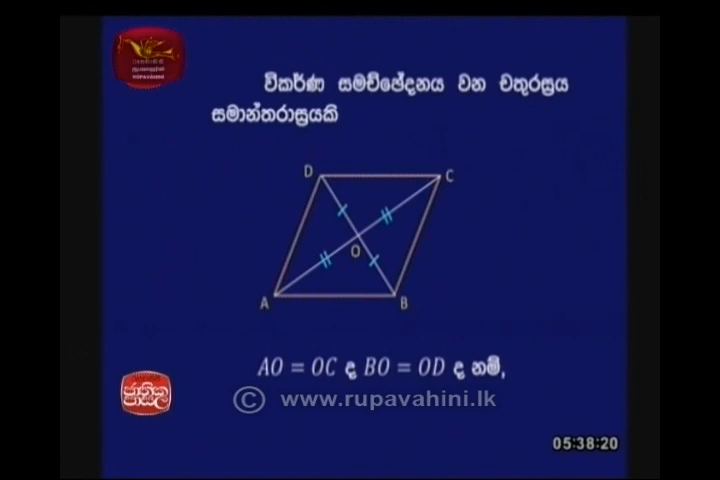 විකර්ණ සමච්ඡේදනය වන චතුරස්‍රය
සමාන්තරාස්‍රයකි
D
C
O
A
B
AO = OC ද BO = OD ද නම්,
ජාතික
පාසල
© www.rupavahini.lk
05:38:20